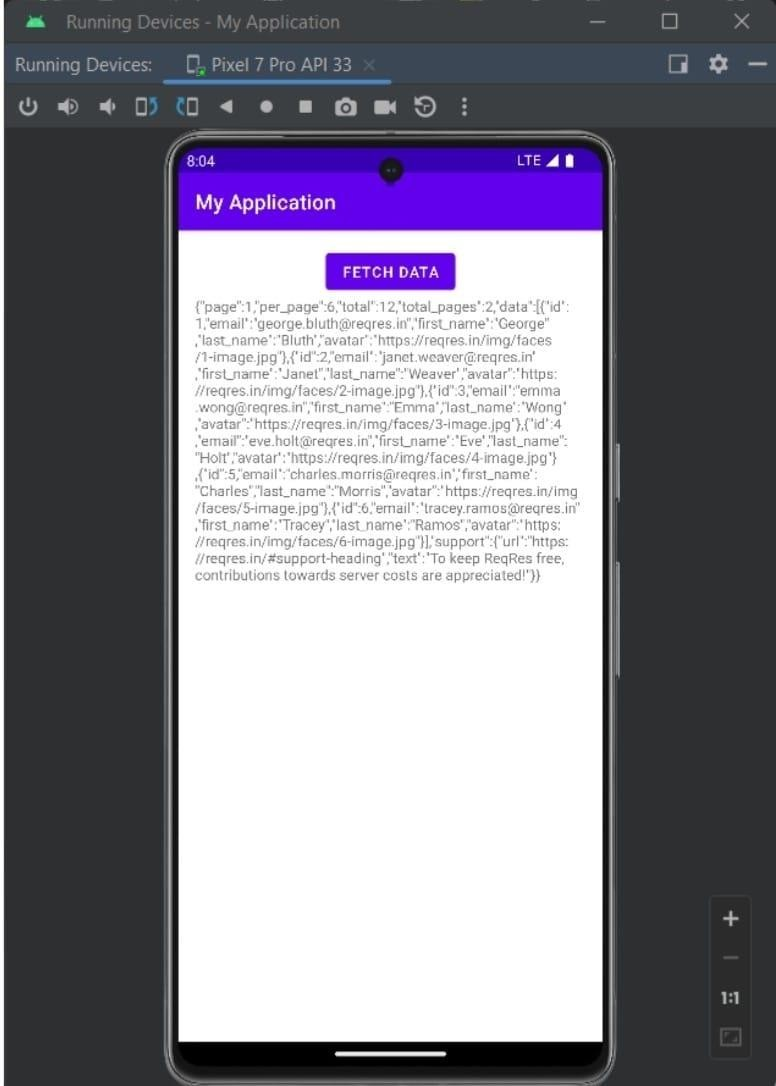 Running Devices - My Application
Running Devices: Pixel 7 Pro API 33
8:04 LTE
My Application
FETCH DATA
{"page":1,"per_page":6,"total":12,"total_pages":2,"data":[{"id":
1,"email":"george.bluth@reqres.in","first_name":"George"
,"last_name":"Bluth","avatar":"https://reqres.in/img/faces
/1-image.jpg"},{"id":2,"email":"janet.weaver@reqres.in"
,"first_name":"Janet","last_name":"Weaver","avatar":"https:
//reqres.in/img/faces/2-image.jpg"},{"id":3,"email":"emma
.wong@reqres.in","first_name":"Emma","last_name":"Wong"
,"avatar":"https://reqres.in/img/faces/3-image.jpg"},{"id":4
,"email":"eve.holt@reqres.in","first_name":"Eve","last_name":
"Holt","avatar":"https://reqres.in/img/faces/4-image.jpg"}
,{"id":5,"email":"charles.morris@reqres.in","first_name":
"Charles","last_name":"Morris","avatar":"https://reqres.in/img
/faces/5-image.jpg"},{"id":6,"email":"tracey.ramos@reqres.in"
,"first_name":"Tracey","last_name":"Ramos","avatar":"https:
//reqres.in/img/faces/6-image.jpg"}],"support":{"url":"https:
//reqres.in/#support-heading","text":"To keep ReqRes free,
contributions towards server costs are appreciated!"}}
1:1